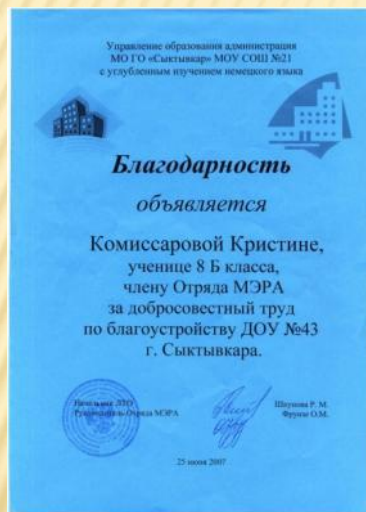 Управление образования администрация
МО ГО «Сыктывкар» МОУ СОШ №21
с углубленным изучением немецкого языка
Благодарность
объявляется
Комиссаровой Кристине,
ученице 8 Б класса,
члену Отряда МЭРА
за добросовестный труд
по благоустройству ДОУ №43
г. Сыктывкара.
Начальник
Руководитель Отряда МЭРА
Р. М.
Фрунзе О.М.
25 июня 2007